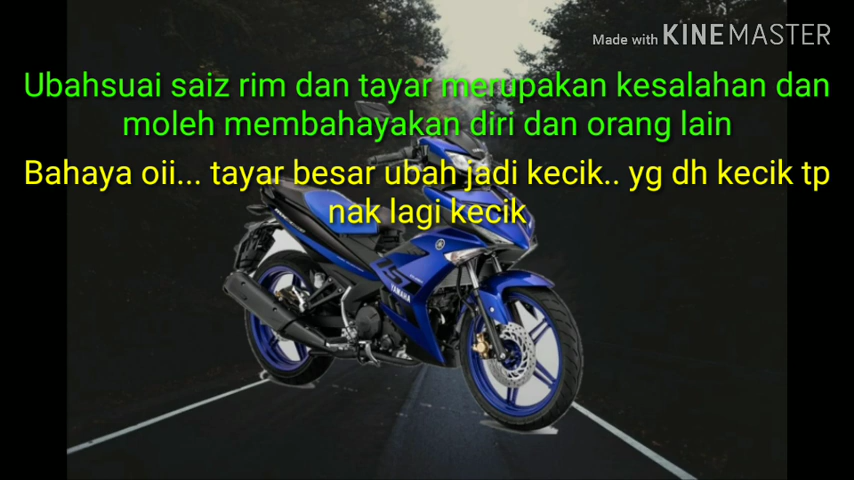 Made with KINEMASTER
Ubahsuai saiz rim dan tayar merupakan kesalahan dan
moleh membahayakan diri dan orang lain
Bahaya oii... tayar besar ubah jadi kecik.. yg dh kecik tp
nak lagi kecik
YAMAHA